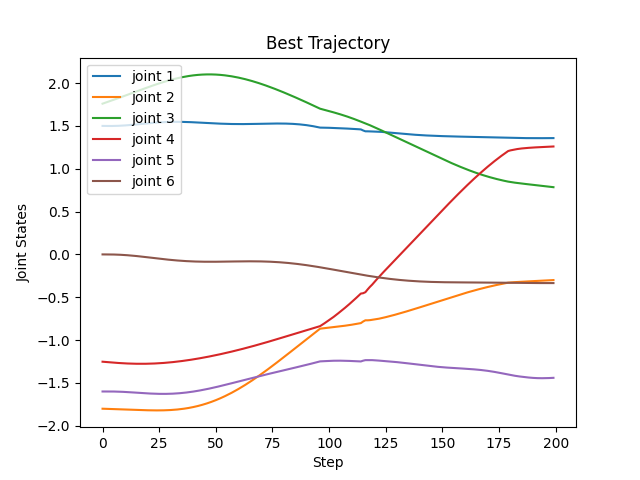 Best Trajectory
joint 1
joint 2
joint 3
joint 4
joint 5
joint 6
2.0
1.5
1.0
0.5
0.0
−0.5
−1.0
−1.5
−2.0
Joint States
0 25 50 75 100 125 150 175 200
Step